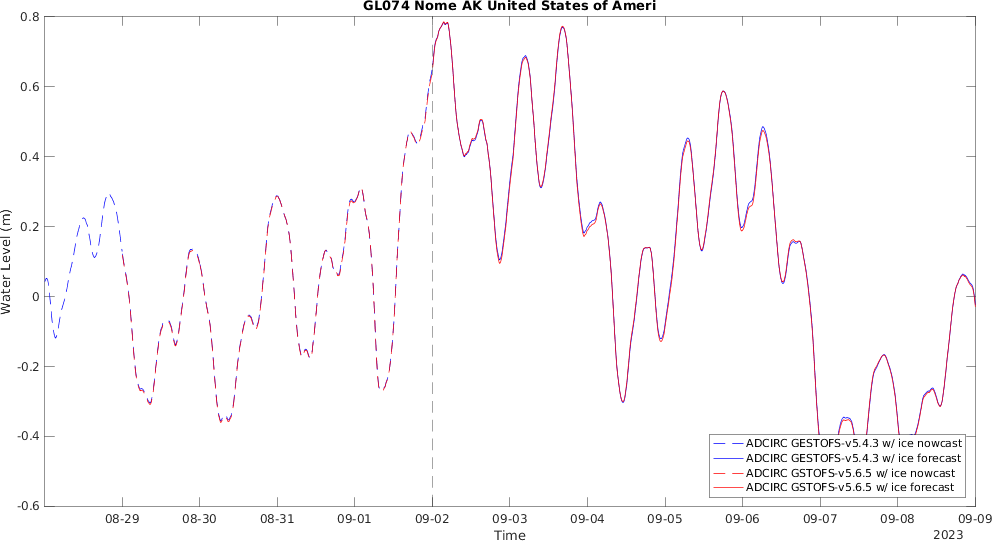 GL074 Nome AK United States of Ameri
0.8
0.6
0.4
0.2
0
-0.2
-0.4
-0.6
Water Level (m)
ADCIRC GESTOFS-v5.4.3 w/ ice nowcast
ADCIRC GESTOFS-v5.4.3 w/ ice forecast
ADCIRC GSTOFS-v5.6.5 w/ ice nowcast
ADCIRC GSTOFS-v5.6.5 w/ ice forecast
08-29 08-30 08-31 09-01 09-02 09-03 09-04 09-05 09-06 09-07 09-08 09-09
Time
2023